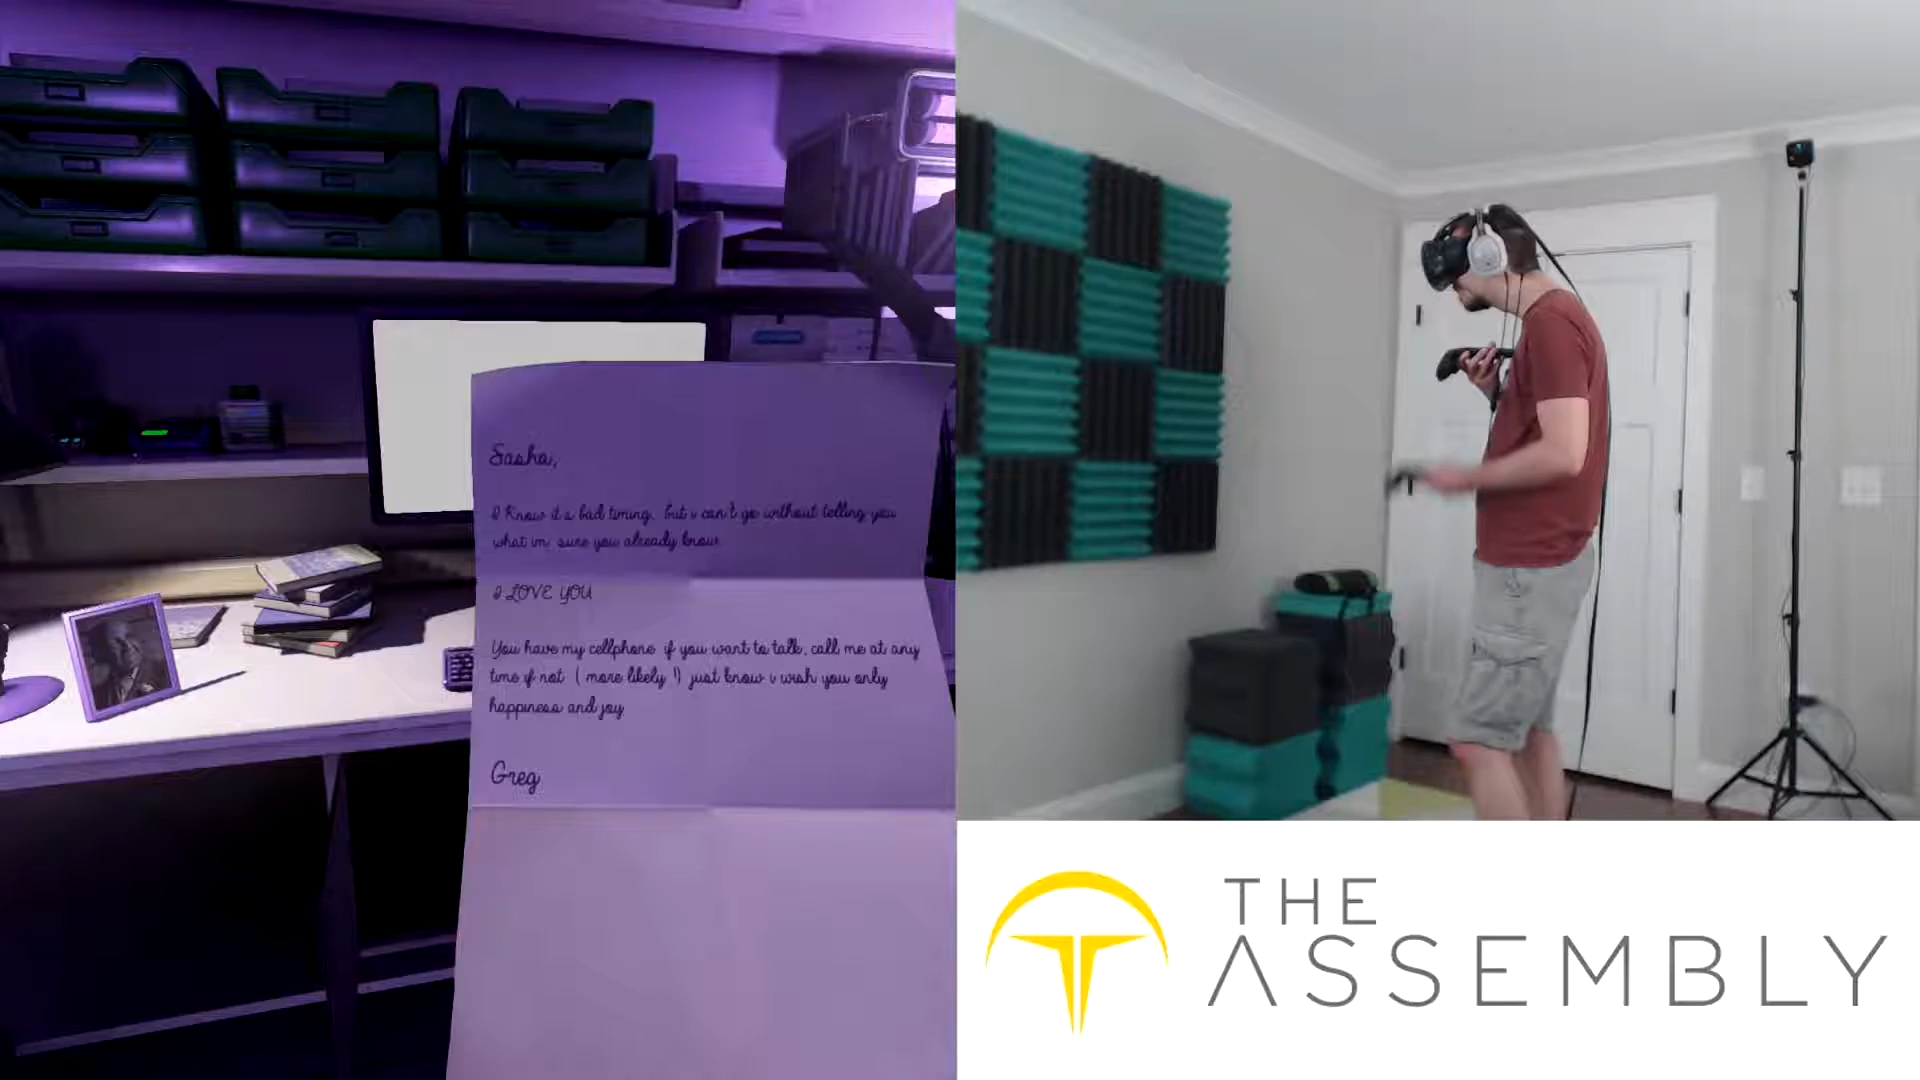 Sasha,
I know it's bad timing, but i can't go without telling you
what im sure you already know
I LOVE YOU
You have my cellphone if you want to talk, call me at any
time if not ( more likely !) just know i wish you only
happiness and joy
Greg
THE
ASSEMBLY